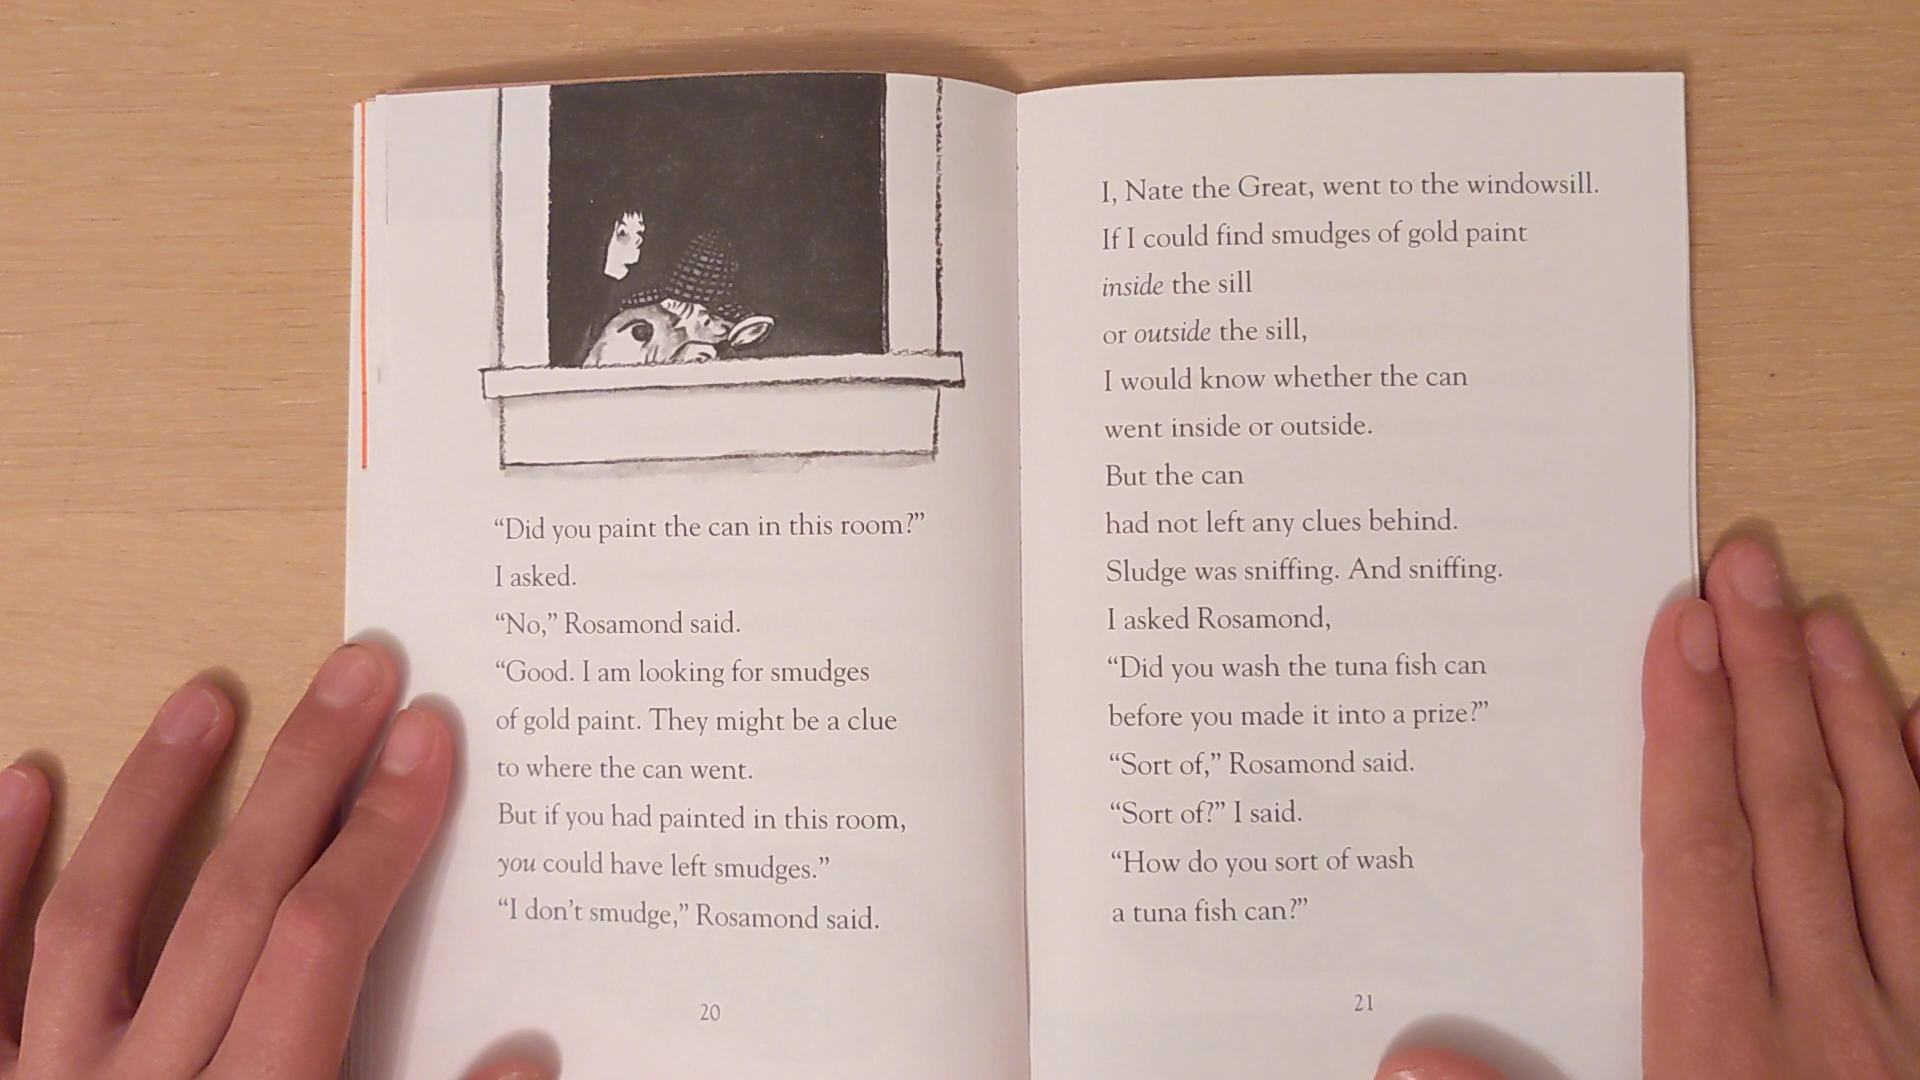 “Did you paint the can in this room?”
I asked.
“No,” Rosamond said.
“Good. I am looking for smudges
of gold paint. They might be a clue
to where the can went.
But if you had painted in this room,
you could have left smudges.”
“I don’t smudge,” Rosamond said.
20
I, Nate the Great, went to the windowsill.
If I could find smudges of gold paint
inside the sill
or outside the sill,
I would know whether the can
went inside or outside.
But the can
had not left any clues behind.
Sludge was sniffing. And sniffing.
I asked Rosamond,
“Did you wash the tuna fish can
before you made it into a prize?”
“Sort of,” Rosamond said.
“Sort of?” I said.
“How do you sort of wash
a tuna fish can?”
21